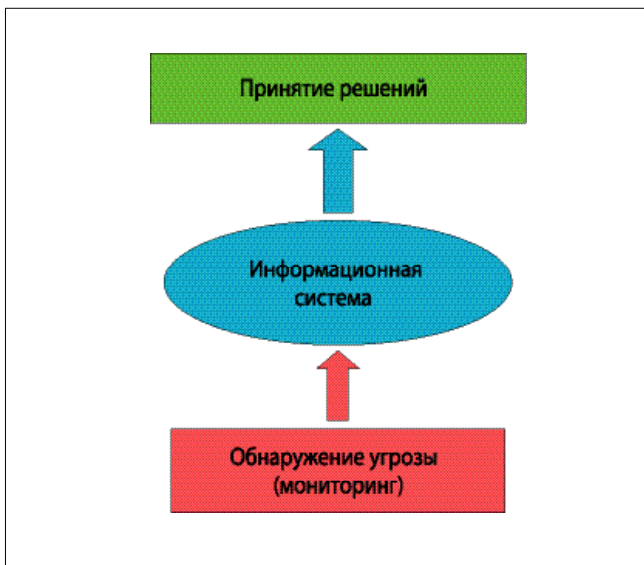 Принятие решений
Информационная
система
Обнаружение угрозы
(мониторинг)